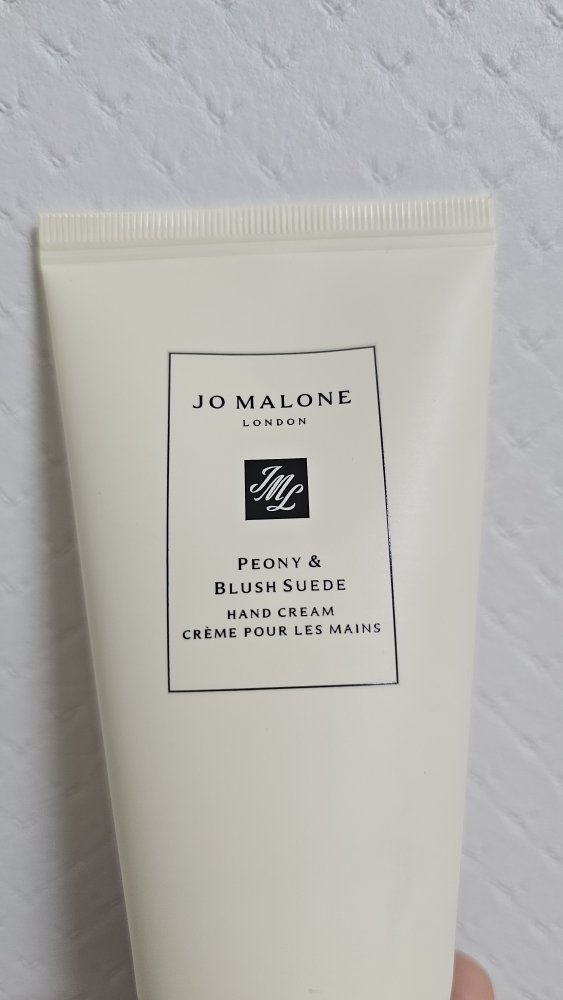 JO MALONE
LONDON
JML
PEONY &
BLUSH SUEDE
HAND CREAM
CRÈME POUR LES MAINS